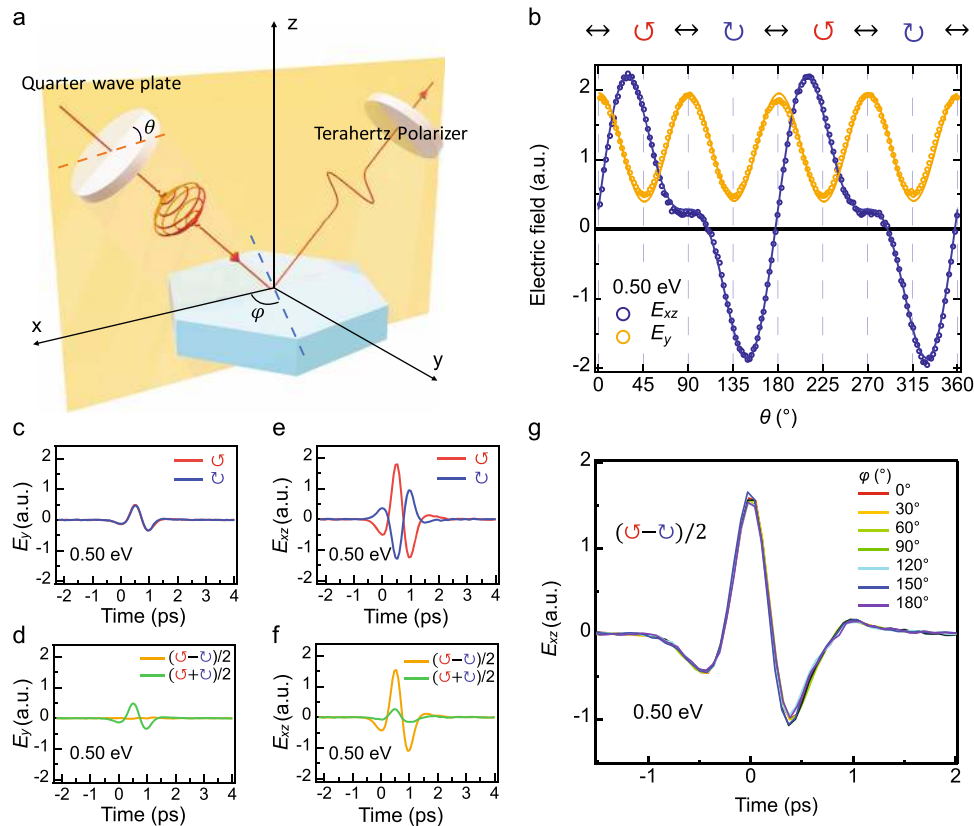 a
z
Quarter wave plate
θ
Terahertz Polarizer
φ
x
y
b
↔ ↺ ↔ ↻ ↔ ↺ ↔ ↻ ↔
Electric field (a.u.)
2
1
0
-1
-2
0.50 eV
E_xz
E_y
0 45 90 135 180 225 270 315 360
θ (°)
c
E_y (a.u.)
2
1
0
-1
-2
↺
↻
0.50 eV
-2 -1 0 1 2 3 4
Time (ps)
e
E_xz (a.u.)
2
1
0
-1
-2
↺
↻
0.50 eV
-2 -1 0 1 2 3 4
Time (ps)
d
E_y (a.u.)
2
1
0
-1
-2
(↺−↻)/2
(↺+↻)/2
0.50 eV
-2 -1 0 1 2 3 4
Time (ps)
f
E_xz (a.u.)
2
1
0
-1
-2
(↺−↻)/2
(↺+↻)/2
0.50 eV
-2 -1 0 1 2 3 4
Time (ps)
g
E_xz (a.u.)
2
1
0
-1
(↺−↻)/2
φ (°)
0°
30°
60°
90°
120°
150°
180°
0.50 eV
-1 0 1 2
Time (ps)